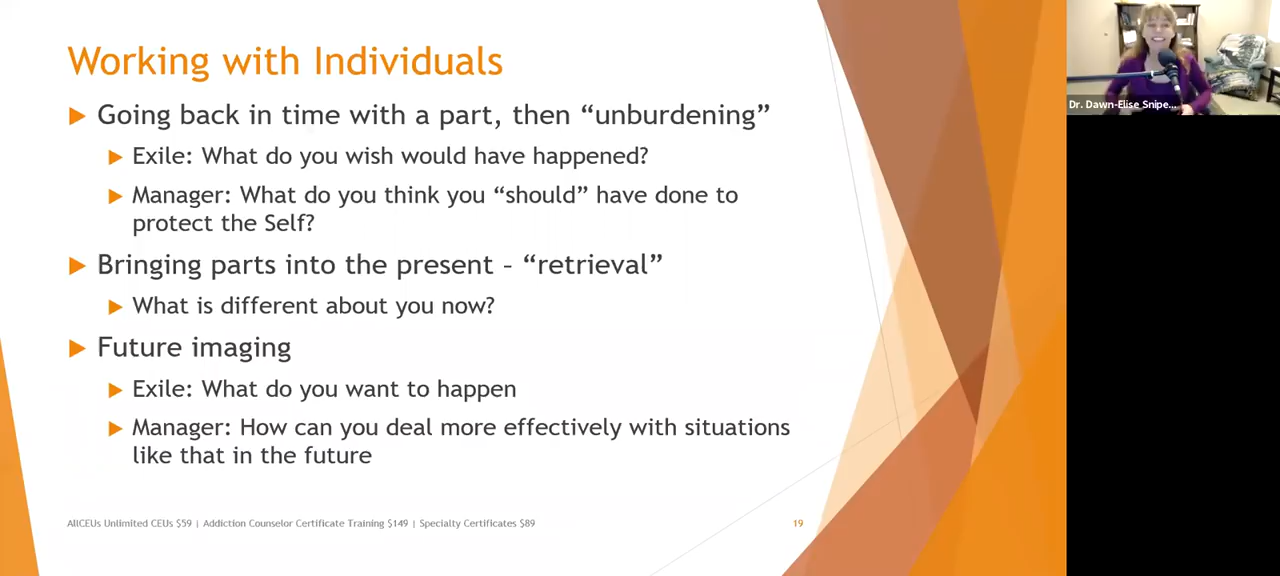 Working with Individuals
Going back in time with a part, then “unburdening”
Exile: What do you wish would have happened?
Manager: What do you think you “should” have done to
protect the Self?
Bringing parts into the present – “retrieval”
What is different about you now?
Future imaging
Exile: What do you want to happen
Manager: How can you deal more effectively with situations
like that in the future
AllCEUs Unlimited CEUs $59 | Addiction Counselor Certificate Training $149 | Specialty Certificates $89
19
Dr. Dawn-Elise Snipe...